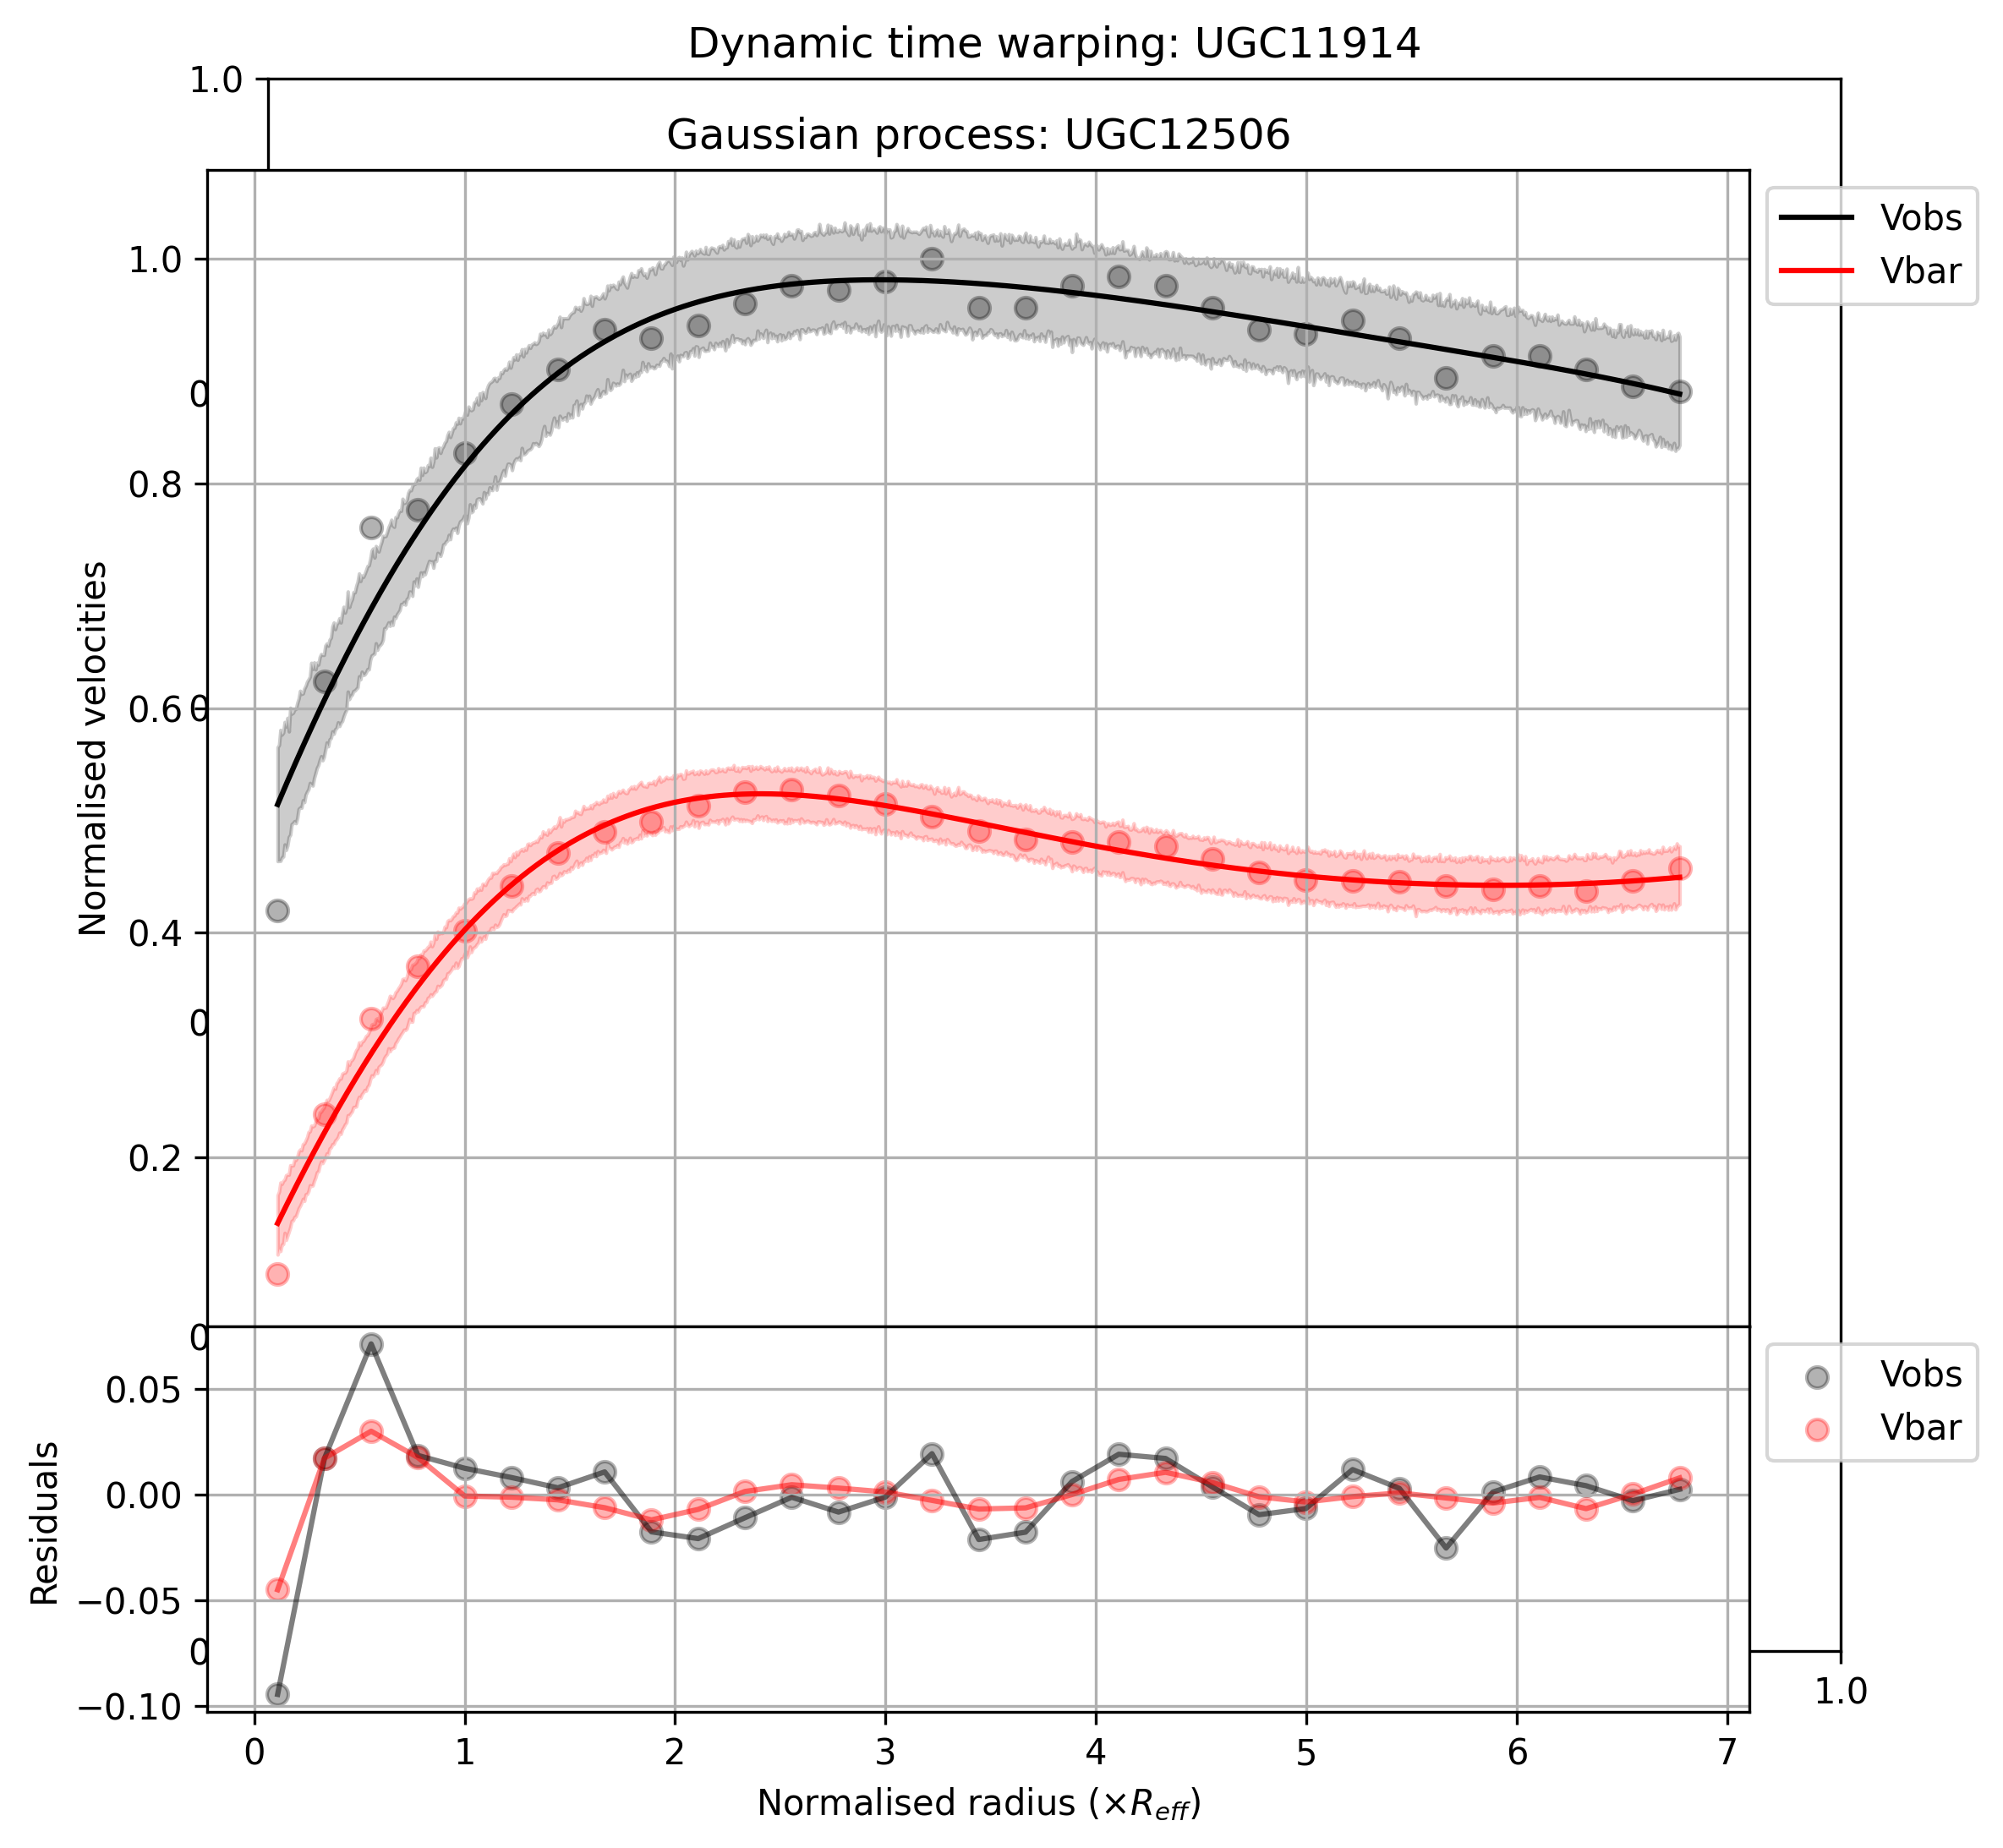 Dynamic time warping: UGC11914
1.0
Gaussian process: UGC12506
Vobs
Vbar
1.0
0
0.8
0.6
0
0.4
0
0.2
Normalised velocities
0
Vobs
Vbar
0.05
0.00
−0.05
0
−0.10
Residuals
1.0
0 1 2 3 4 5 6 7
Normalised radius (×R_eff)